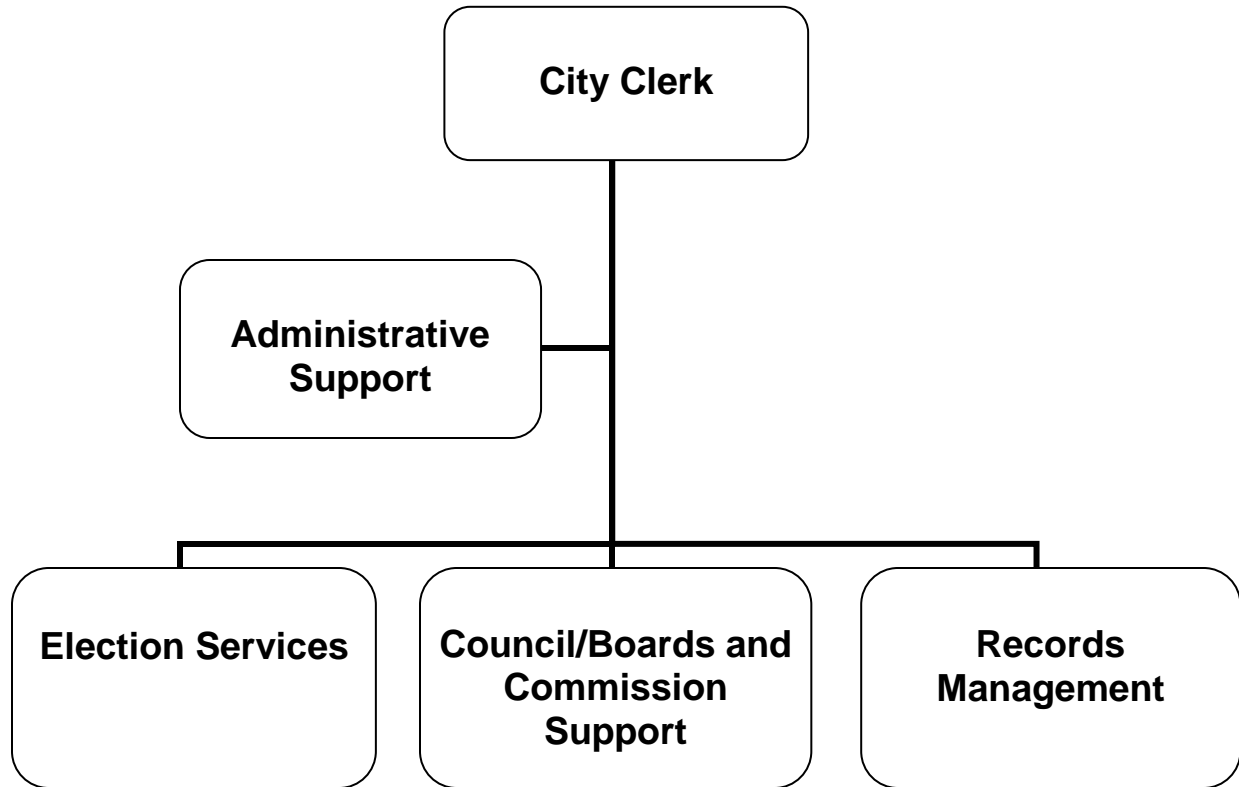 City Clerk
Administrative
Support
Election Services
Council/Boards and
Commission
Support
Records
Management